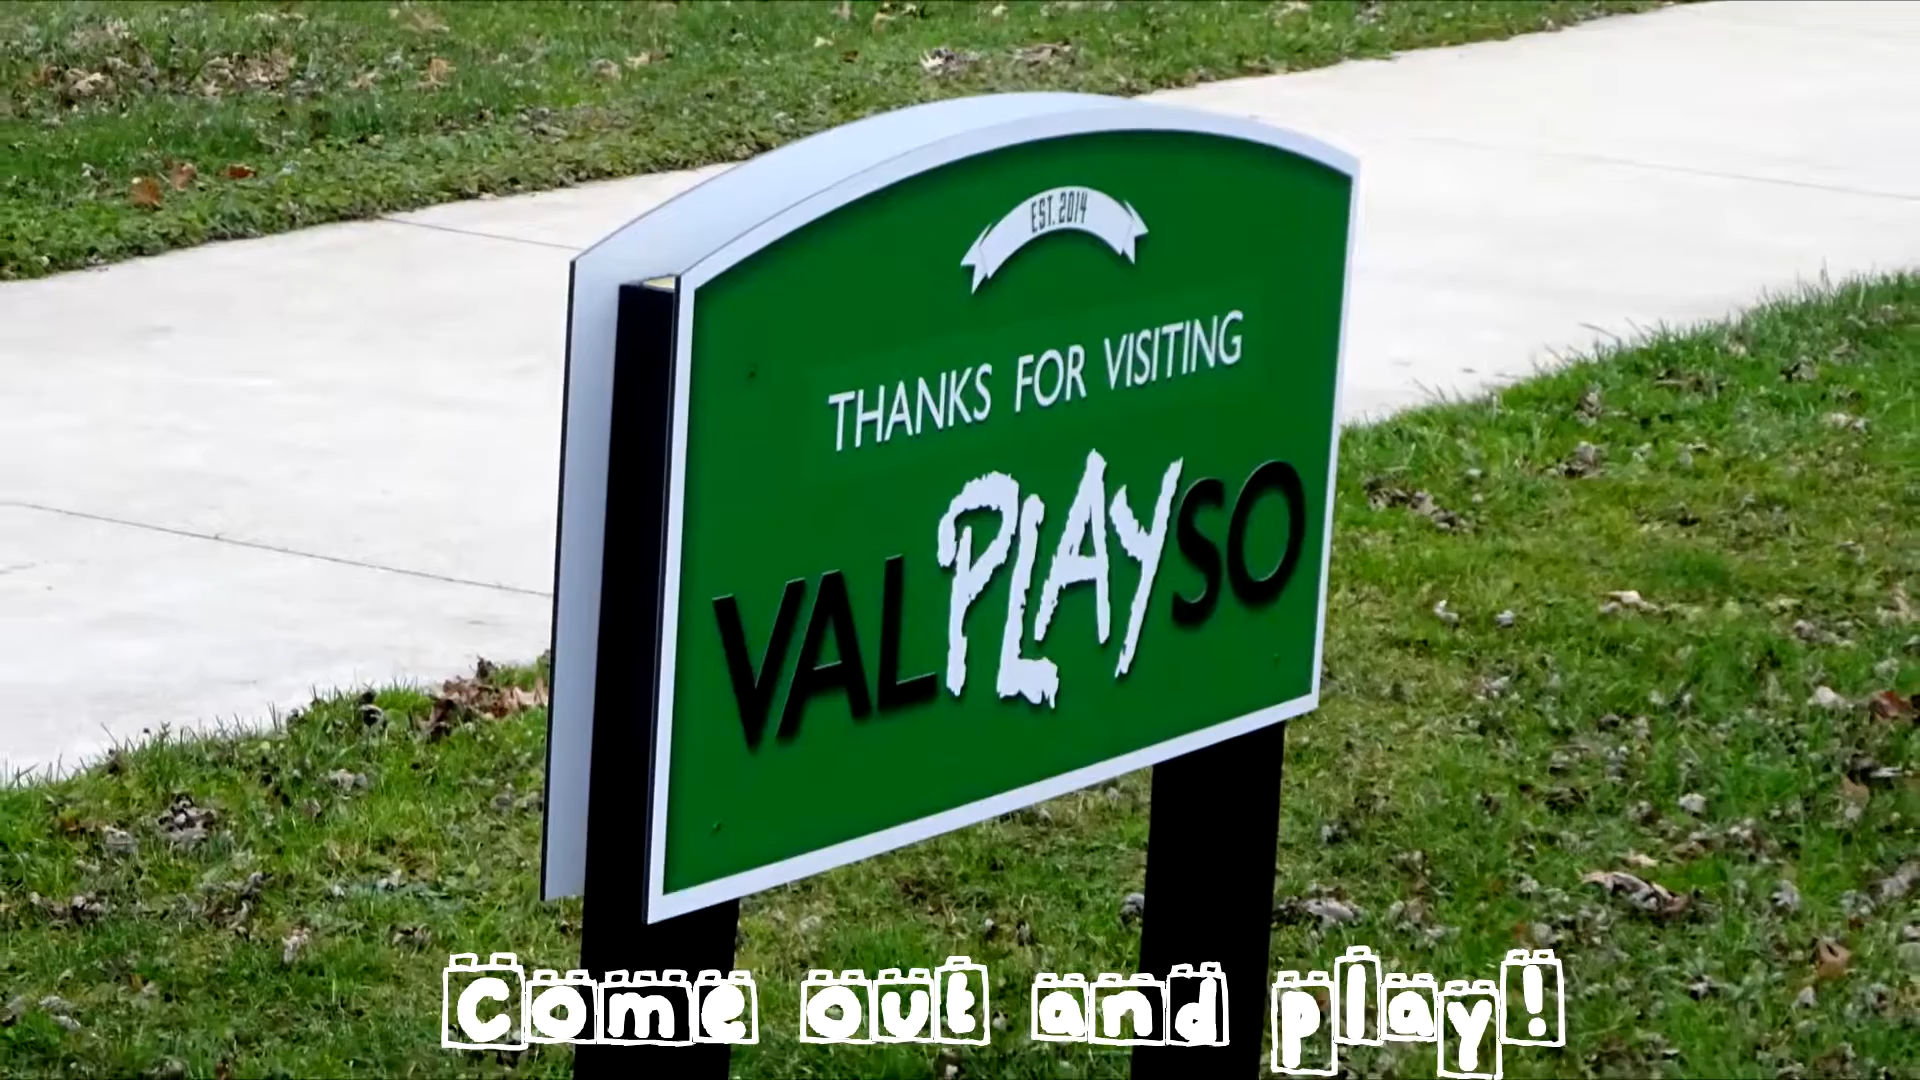 EST. 2014
THANKS FOR VISITING
VALPLAYSO
Come out and play!